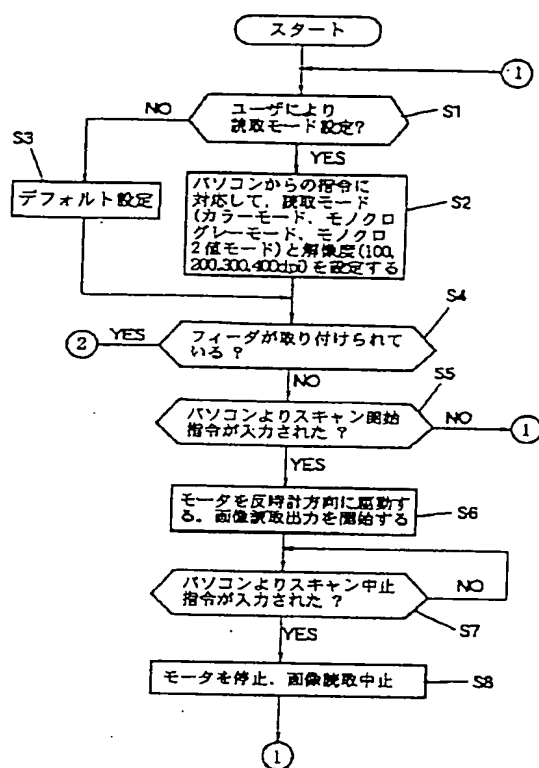 スタート
1
NO
ユーザにより
読取モード設定?
S1
S3
YES
デフォルト設定
パソコンからの指令に
対応して、読取モード
(カラーモード、モノクロ
グレーモード、モノクロ
2値モード)と解像度(100,
200,300,400dpi)を設定する
S2
S4
2
YES
フィーダが取り付けられて
いる?
NO
S5
パソコンよりスキャン開始
指令が入力された?
NO
1
YES
モータを反時計方向に駆動す
る。画像読取出力を開始する
S6
パソコンよりスキャン中止
指令が入力された?
NO
S7
YES
モータを停止、画像読取中止
S8
1